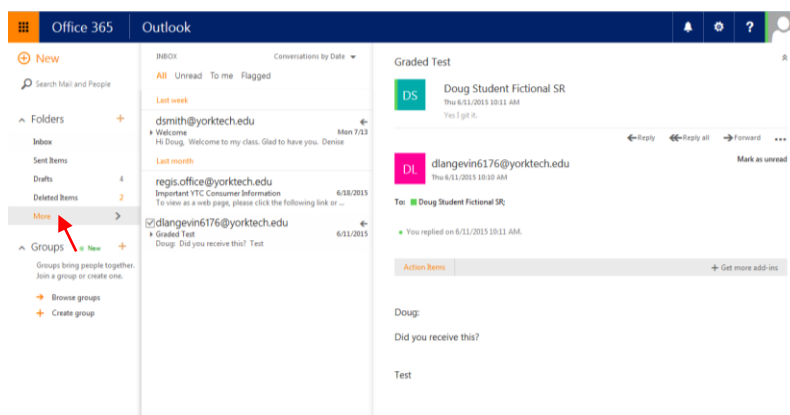 Office 365 Outlook ?
New
Search Mail and People
Folders +
Inbox
Sent Items
Drafts 4
Deleted Items 2
More >
Groups New +
Groups bring people together.
Join a group or create one.
Browse groups
Create group
INBOX Conversations by Date
All Unread To me Flagged
Last week
dsmith@yorktech.edu
Welcome Mon 7/13
Hi Doug, Welcome to my class. Glad to have you. Denise
Last month
regis.office@yorktech.edu
Important YTC Consumer Information 6/18/2015
To view as a web page, please click the following link or ...
dlangevin6176@yorktech.edu
Graded Test 6/11/2015
Doug: Did you receive this? Test
Graded Test
DS
Doug Student Fictional SR
Thu 6/11/2015 10:11 AM
Yes I git it.
Reply Reply all Forward ...
DL
dlangevin6176@yorktech.edu
Mark as unread
Thu 6/11/2015 10:10 AM
To: Doug Student Fictional SR;
You replied on 6/11/2015 10:11 AM.
Action Items + Get more add-ins
Doug:
Did you receive this?
Test